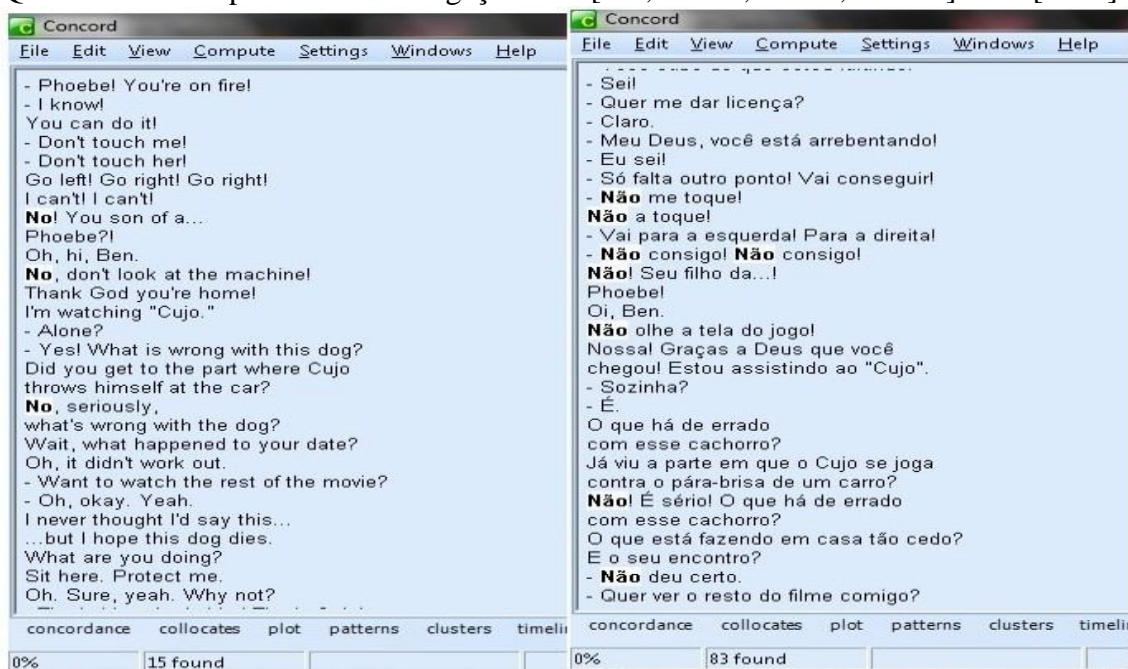 Concord
File Edit View Compute Settings Windows Help
- Phoebe! You're on fire!
- I know!
You can do it!
- Don't touch me!
- Don't touch her!
Go left! Go right! Go right!
I can't! I can't!
No! You son of a...
Phoebe?!
Oh, hi, Ben.
No, don't look at the machine!
Thank God you're home!
I'm watching "Cujo."
- Alone?
- Yes! What is wrong with this dog?
Did you get to the part where Cujo
throws himself at the car?
No, seriously,
what's wrong with the dog?
Wait, what happened to your date?
Oh, it didn't work out.
- Want to watch the rest of the movie?
- Oh, okay. Yeah.
I never thought I'd say this...
...but I hope this dog dies.
What are you doing?
Sit here. Protect me.
Oh. Sure, yeah. Why not?
concordance collocates plot patterns clusters timeli
0% 15 found
Concord
File Edit View Compute Settings Windows Help
- Sei!
- Quer me dar licença?
- Claro.
- Meu Deus, você está arrebentando!
- Eu sei!
- Só falta outro ponto! Vai conseguir!
- Não me toque!
Não a toque!
- Vai para a esquerda! Para a direita!
- Não consigo! Não consigo!
Não! Seu filho da...!
Phoebe!
Oi, Ben.
Não olhe a tela do jogo!
Nossa! Graças a Deus que você
chegou! Estou assistindo ao "Cujo".
- Sozinha?
- É.
O que há de errado
com esse cachorro?
Já viu a parte em que o Cujo se joga
contra o pára-brisa de um carro?
Não! É sério! O que há de errado
com esse cachorro?
O que está fazendo em casa tão cedo?
E o seu encontro?
- Não deu certo.
- Quer ver o resto do filme comigo?
concordance collocates plot patterns clusters timeli
0% 83 found